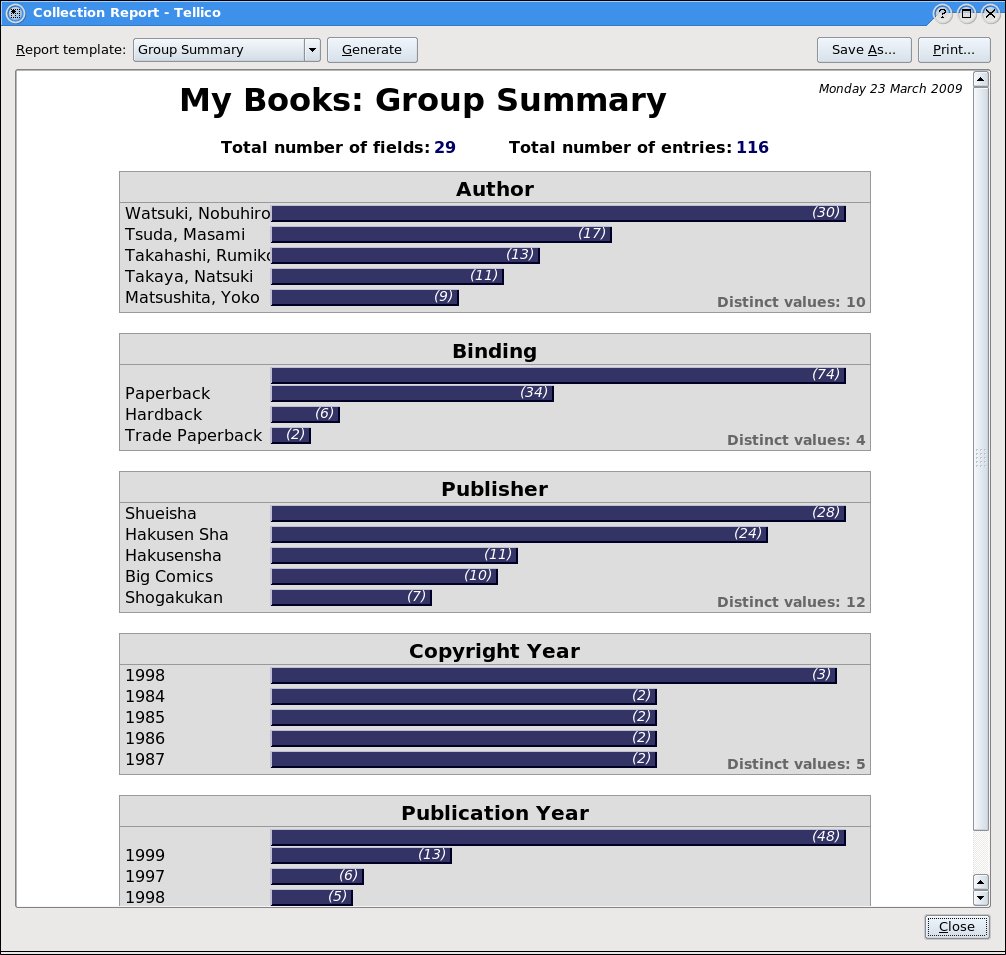 Collection Report - Tellico
Report template: Group Summary Generate Save As... Print...
Monday 23 March 2009
My Books: Group Summary
Total number of fields: 29 Total number of entries: 116
Author
Watsuki, Nobuhiro (30)
Tsuda, Masami (17)
Takahashi, Rumiko (13)
Takaya, Natsuki (11)
Matsushita, Yoko (9)
Distinct values: 10
Binding
(74)
Paperback (34)
Hardback (6)
Trade Paperback (2)
Distinct values: 4
Publisher
Shueisha (28)
Hakusen Sha (24)
Hakusensha (11)
Big Comics (10)
Shogakukan (7)
Distinct values: 12
Copyright Year
1998 (3)
1984 (2)
1985 (2)
1986 (2)
1987 (2)
Distinct values: 5
Publication Year
(48)
1999 (13)
1997 (6)
1998 (5)
Close